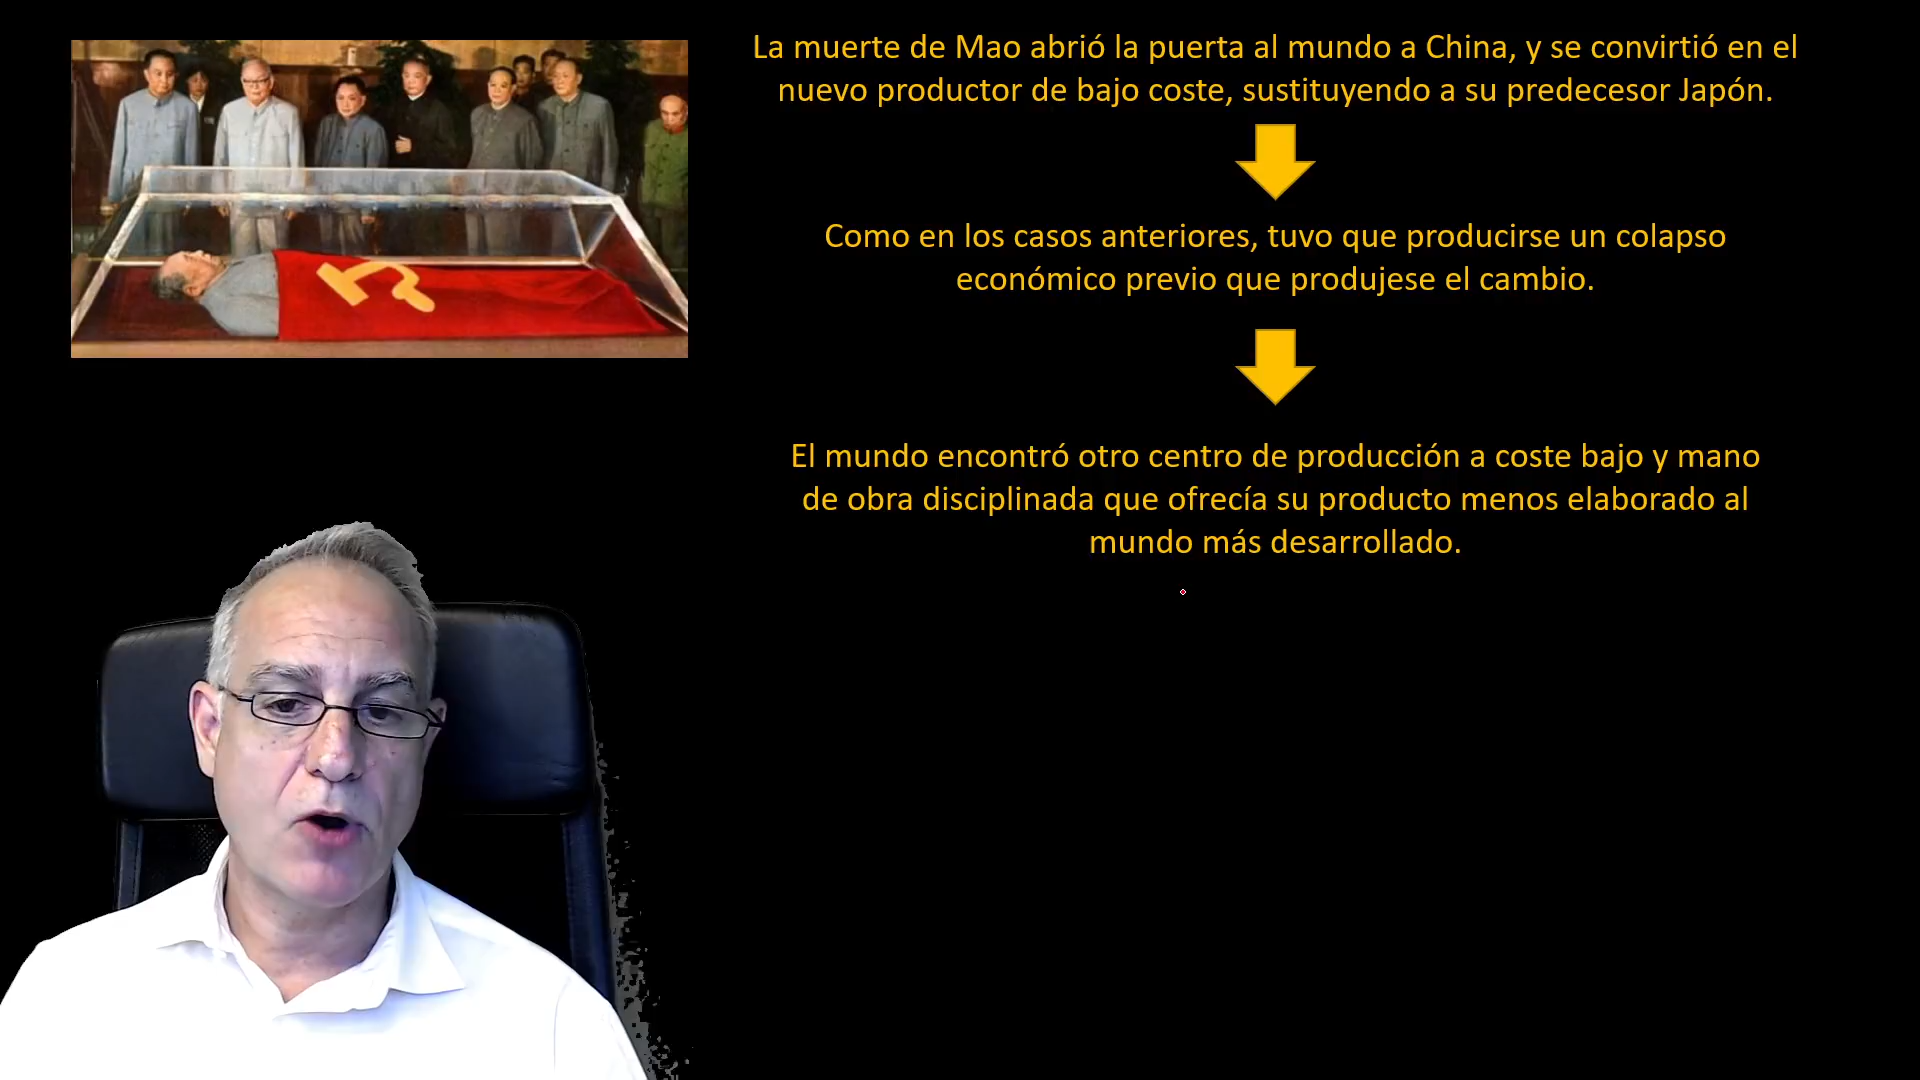 La muerte de Mao abrió la puerta al mundo a China, y se convirtió en el
nuevo productor de bajo coste, sustituyendo a su predecesor Japón.
Como en los casos anteriores, tuvo que producirse un colapso
económico previo que produjese el cambio.
El mundo encontró otro centro de producción a coste bajo y mano
de obra disciplinada que ofrecía su producto menos elaborado al
mundo más desarrollado.